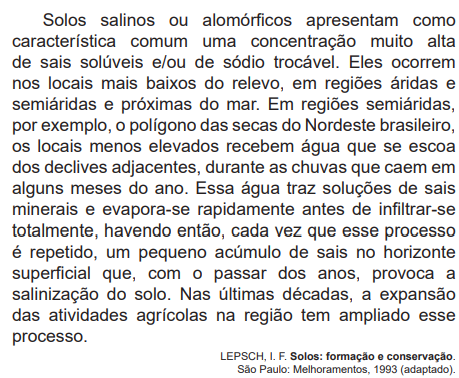 Solos salinos ou alomórficos apresentam como
característica comum uma concentração muito alta
de sais solúveis e/ou de sódio trocável. Eles ocorrem
nos locais mais baixos do relevo, em regiões áridas e
semiáridas e próximas do mar. Em regiões semiáridas,
por exemplo, o polígono das secas do Nordeste brasileiro,
os locais menos elevados recebem água que se escoa
dos declives adjacentes, durante as chuvas que caem em
alguns meses do ano. Essa água traz soluções de sais
minerais e evapora-se rapidamente antes de infiltrar-se
totalmente, havendo então, cada vez que esse processo
é repetido, um pequeno acúmulo de sais no horizonte
superficial que, com o passar dos anos, provoca a
salinização do solo. Nas últimas décadas, a expansão
das atividades agrícolas na região tem ampliado esse
processo.
LEPSCH, I. F. Solos: formação e conservação.
São Paulo: Melhoramentos, 1993 (adaptado).